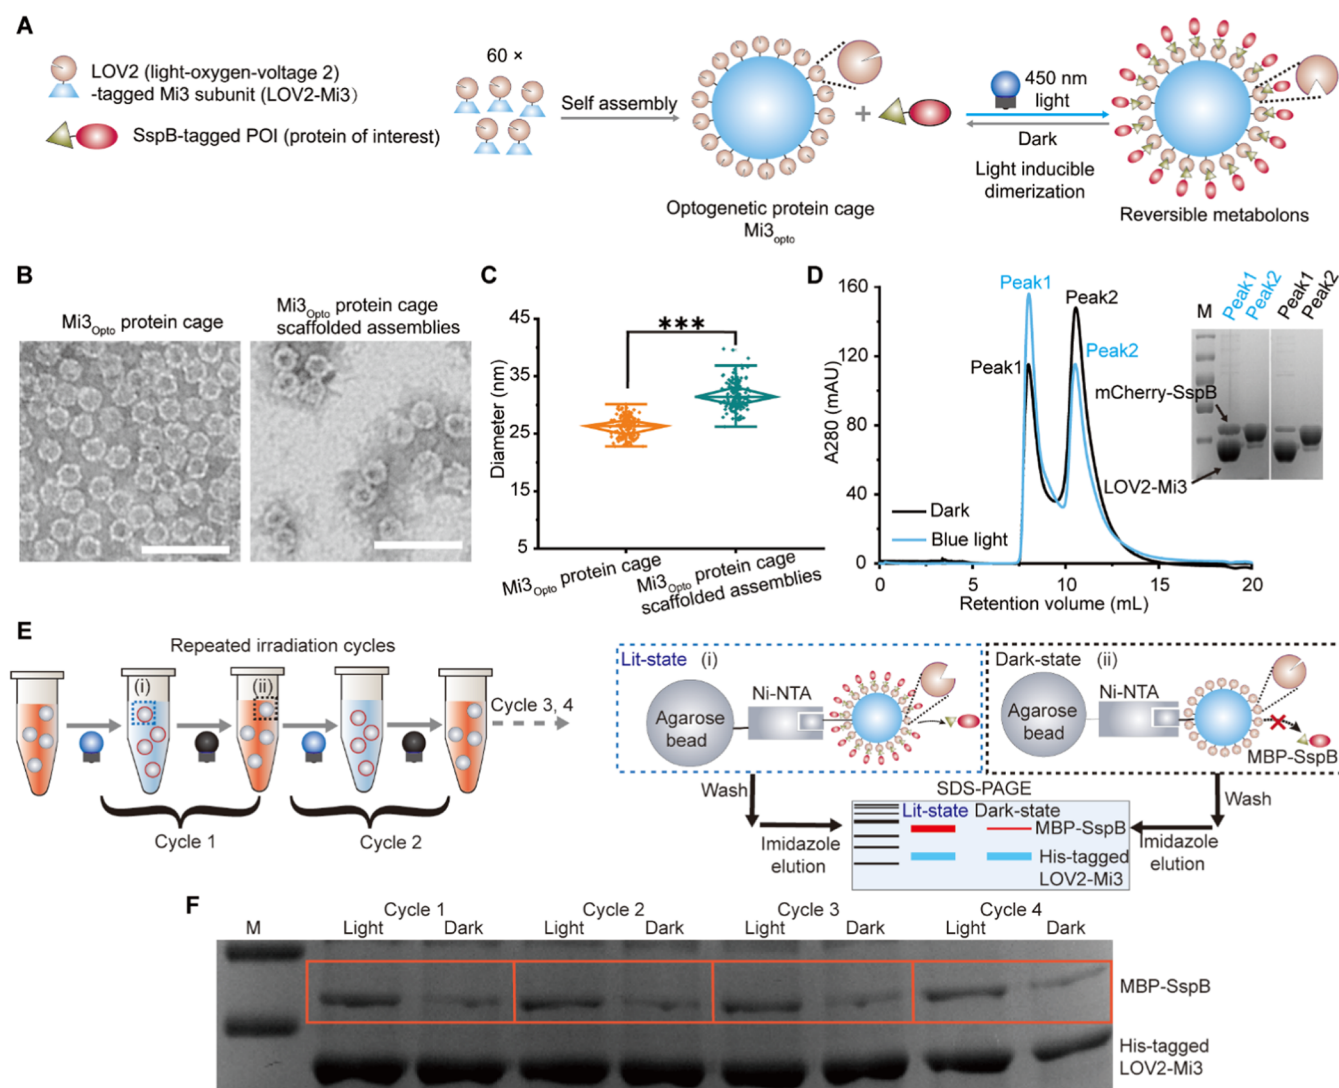 A
LOV2 (light-oxygen-voltage 2)
-tagged Mi3 subunit (LOV2-Mi3)
SspB-tagged POI (protein of interest)
60 ×
Self assembly
Optogenetic protein cage
Mi3opto
+
450 nm
light
Dark
Light inducible
dimerization
Reversible metabolons
B
Mi3Opto protein cage
Mi3Opto protein cage
scaffolded assemblies
C
Diameter (nm)
45
35
25
15
5
***
Mi3Opto protein cage
Mi3Opto protein cage
scaffolded assemblies
D
A280 (mAU)
160
120
80
40
0
Peak1
Peak2
Peak1
Peak2
Dark
Blue light
0
5
10
15
20
Retention volume (mL)
M
Peak1
Peak2
Peak1
Peak2
mCherry-SspB
LOV2-Mi3
E
Repeated irradiation cycles
(i)
(ii)
Cycle 3, 4
Cycle 1
Cycle 2
Lit-state (i)
Agarose
bead
Ni-NTA
Dark-state (ii)
Agarose
bead
Ni-NTA
MBP-SspB
Wash
Imidazole
elution
SDS-PAGE
Lit-state Dark-state
MBP-SspB
His-tagged
LOV2-Mi3
Wash
Imidazole
elution
F
M
Cycle 1
Cycle 2
Cycle 3
Cycle 4
Light
Dark
Light
Dark
Light
Dark
Light
Dark
MBP-SspB
His-tagged
LOV2-Mi3